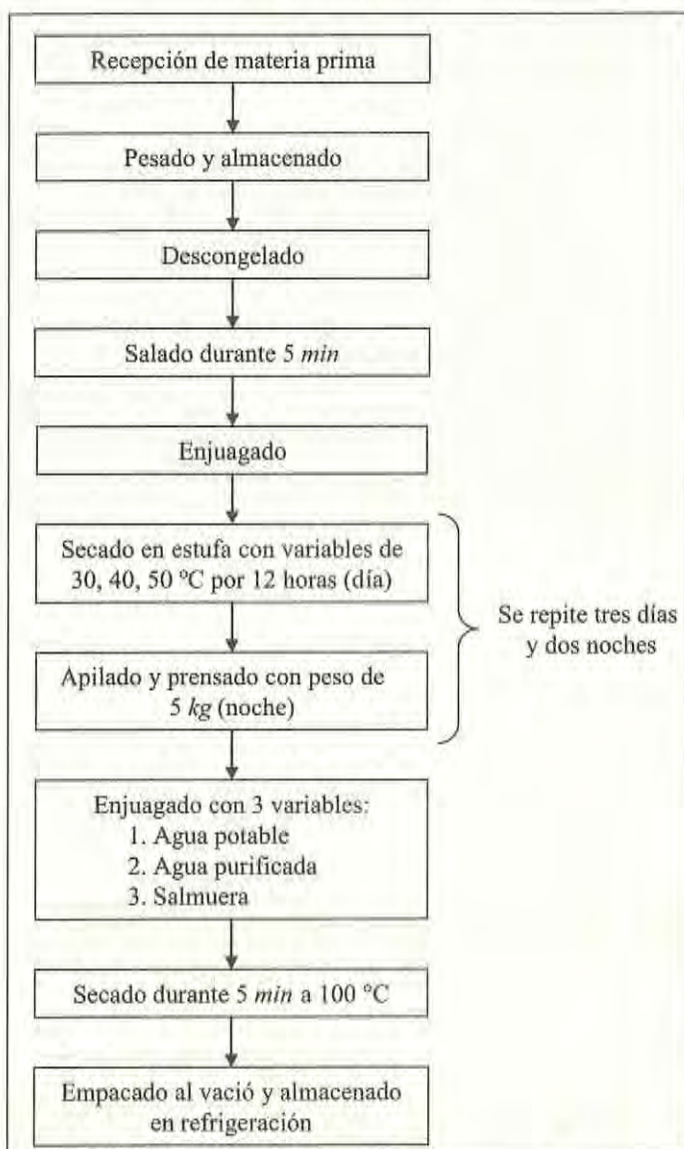 Recepción de materia prima
Pesado y almacenado
Descongelado
Salado durante 5 min
Enjuagado
Secado en estufa con variables de
30, 40, 50 ºC por 12 horas (día)
Apilado y prensado con peso de
5 kg (noche)
Se repite tres días
y dos noches
Enjuagado con 3 variables:
1. Agua potable
2. Agua purificada
3. Salmuera
Secado durante 5 min a 100 °C
Empacado al vació y almacenado
en refrigeración